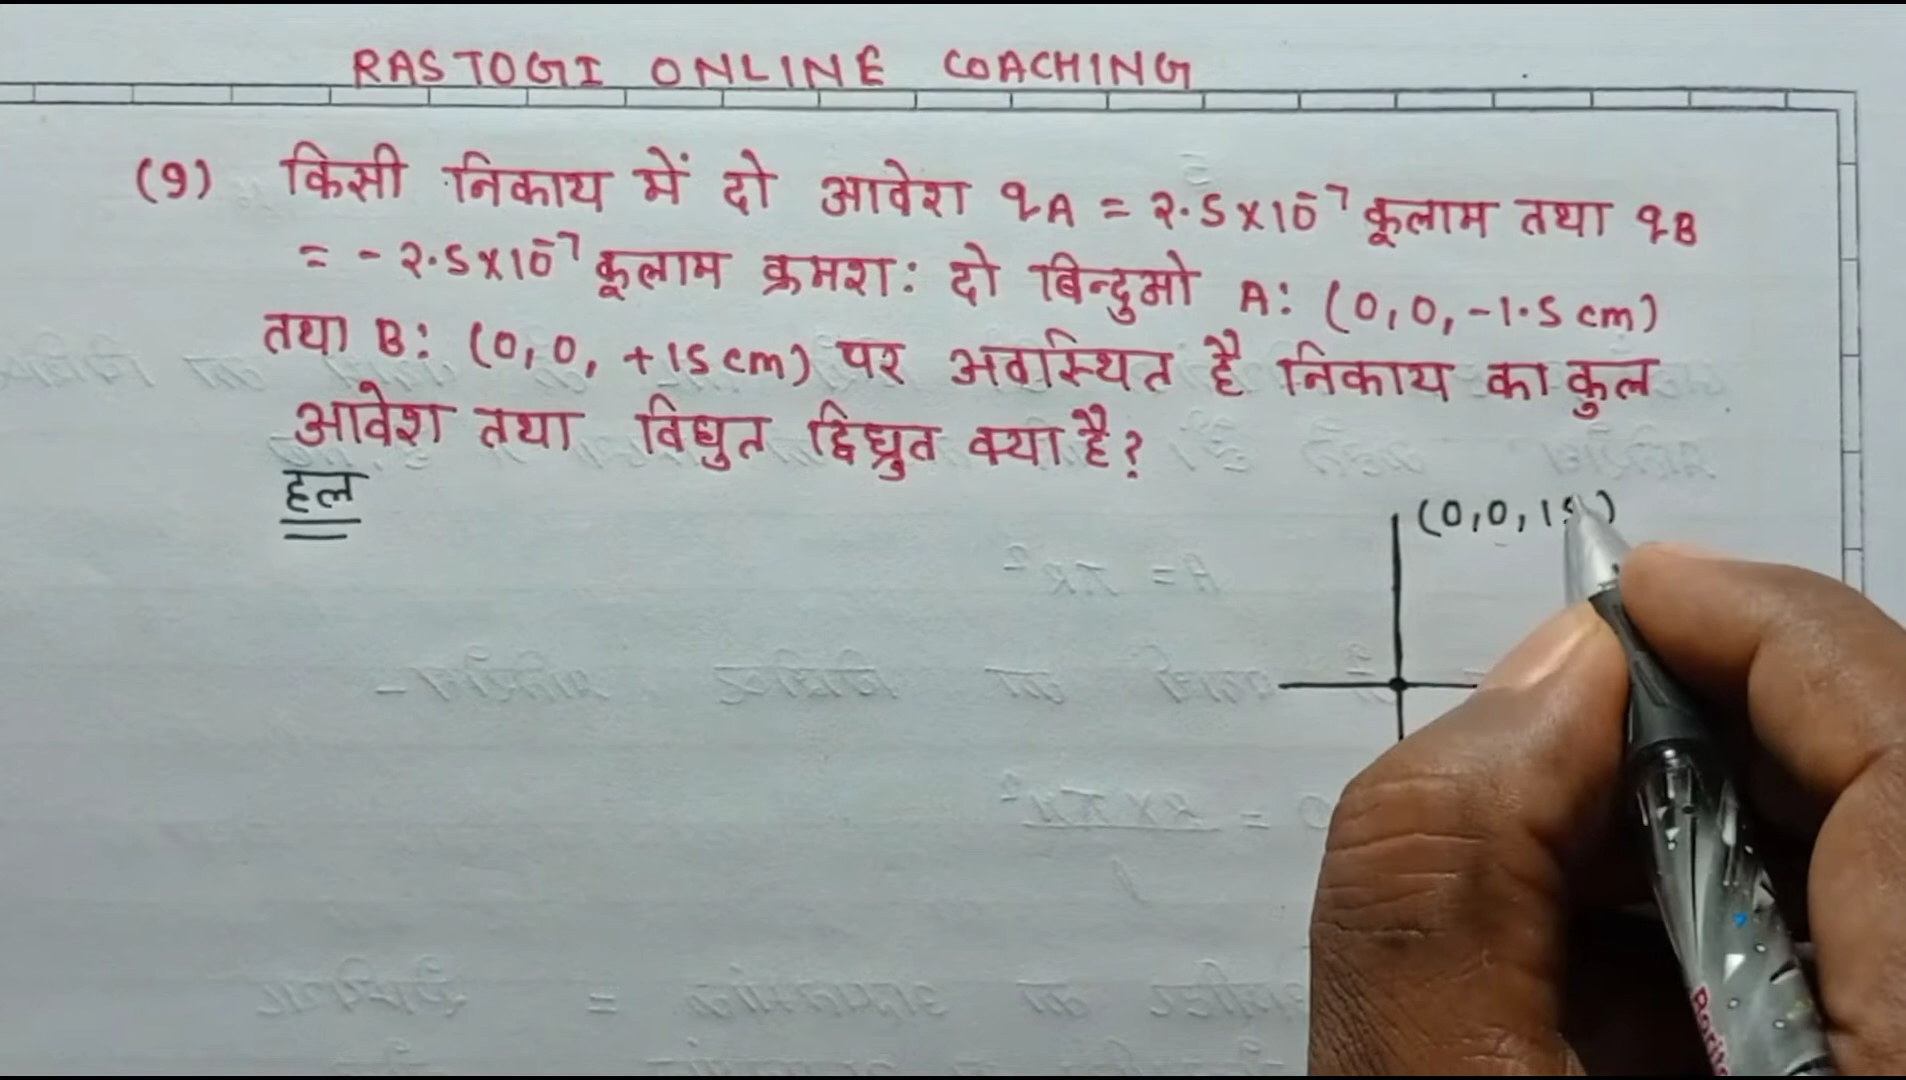 RASTOGI ONLINE COACHING
(9) किसी निकाय में दो आवेश qA = 2.5×10⁻⁷ कूलाम तथा qB
= -2.5×10⁻⁷ कूलाम क्रमश: दो बिन्दुओ A: (0,0,-1.5 cm)
तथा B: (0,0, +15 cm) पर अवस्थित है निकाय का कुल
आवेश तथा विद्युत द्विध्रुव क्या है?
हल
(0,0,15)